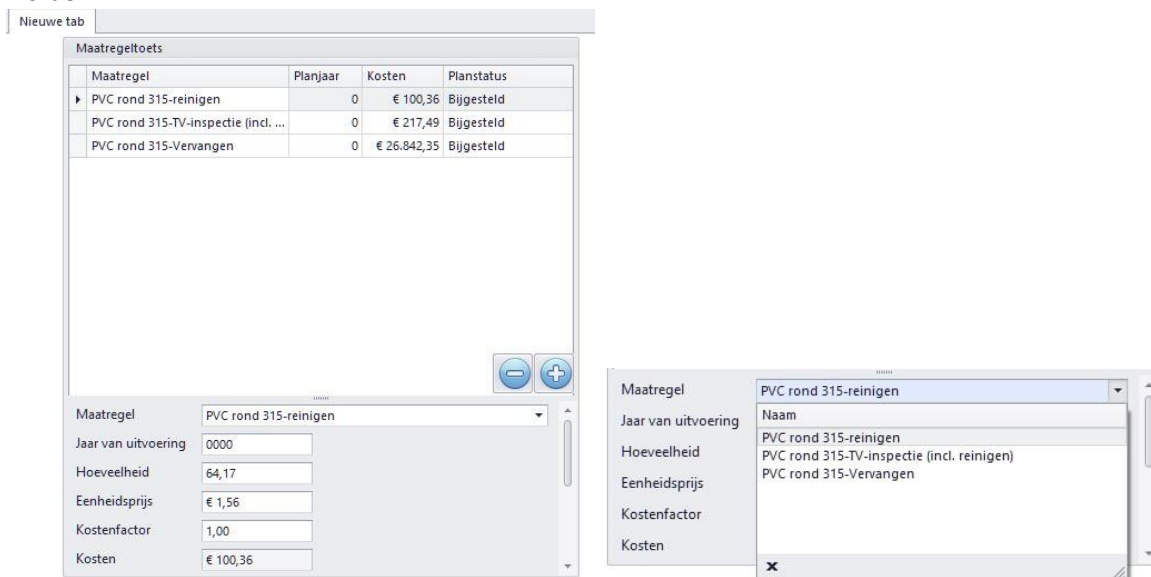 Nieuwe tab
Maatregeltoets
Maatregel Planjaar Kosten Planstatus
PVC rond 315-reinigen 0 € 100,36 Bijgesteld
PVC rond 315-TV-inspectie (incl. ... 0 € 217,49 Bijgesteld
PVC rond 315-Vervangen 0 € 26.842,35 Bijgesteld
Maatregel PVC rond 315-reinigen
Jaar van uitvoering 0000
Hoeveelheid 64,17
Eenheidsprijs € 1,56
Kostenfactor 1,00
Kosten € 100,36
Maatregel PVC rond 315-reinigen
Jaar van uitvoering Naam
PVC rond 315-reinigen
Hoeveelheid PVC rond 315-TV-inspectie (incl. reinigen)
PVC rond 315-Vervangen
Eenheidsprijs
Kostenfactor
Kosten